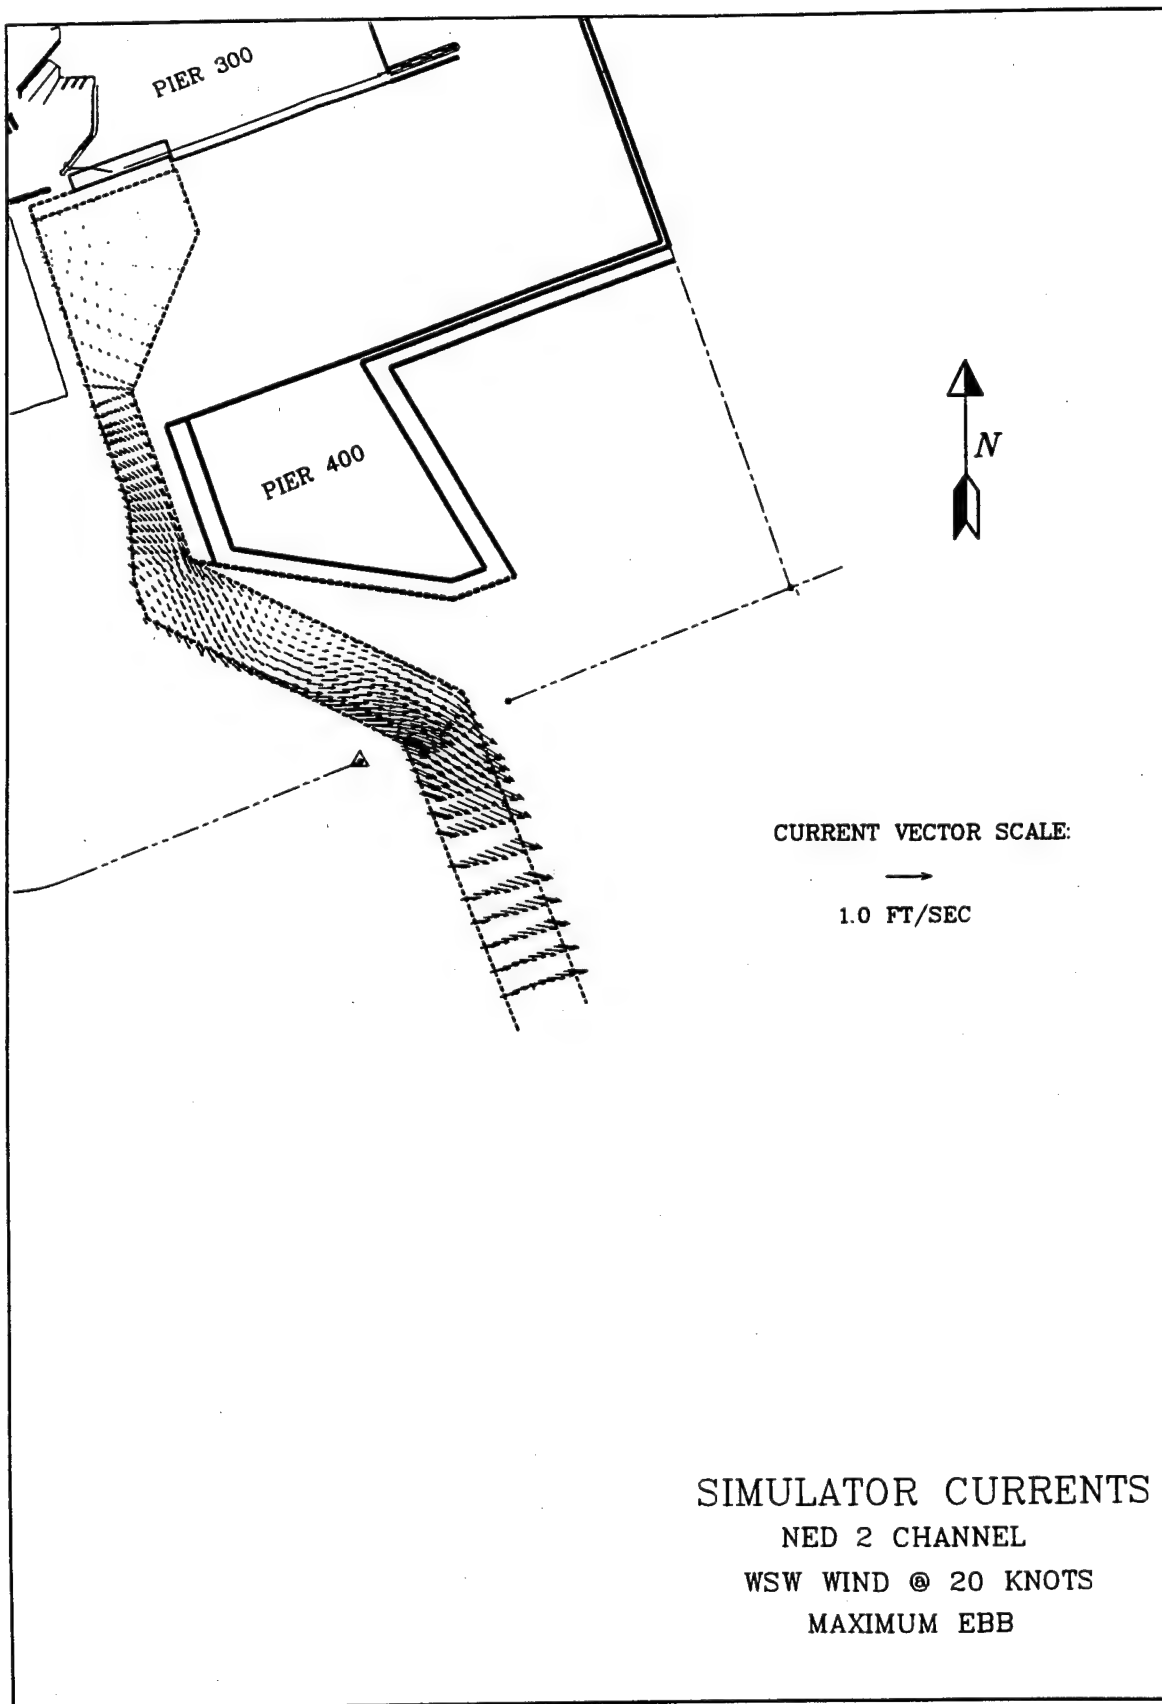 PIER 300
PIER 400
N
CURRENT VECTOR SCALE:
1.0 FT/SEC
SIMULATOR CURRENTS
NED 2 CHANNEL
WSW WIND @ 20 KNOTS
MAXIMUM EBB